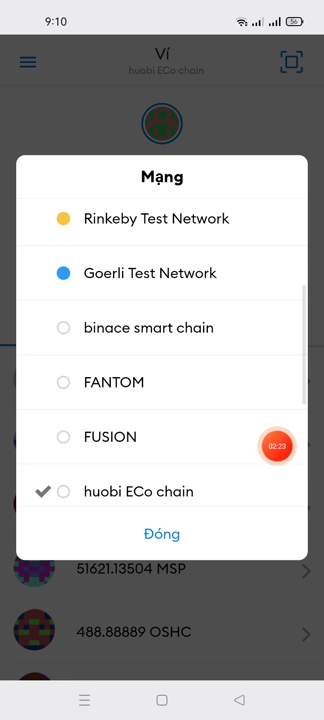 9:10
56
Ví
huobi ECo chain
Mạng
Rinkeby Test Network
Goerli Test Network
binace smart chain
FANTOM
FUSION
02:23
huobi ECo chain
Đóng
51621.13504 MSP
488.88889 OSHC